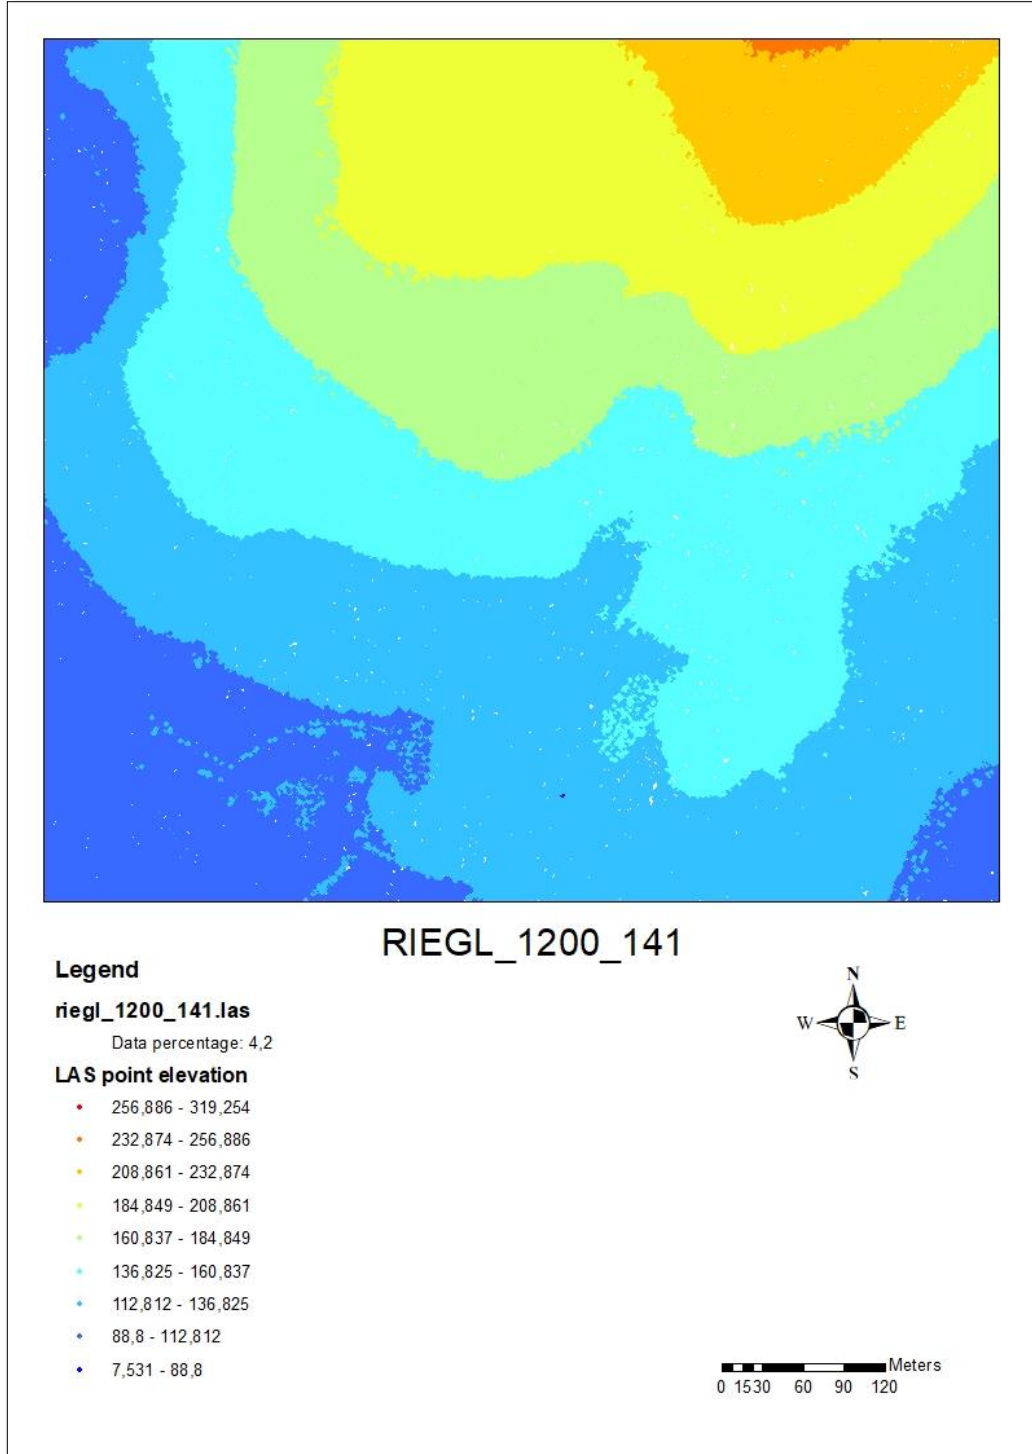 RIEGL_1200_141
Legend
riegl_1200_141.las
Data percentage: 4,2
LAS point elevation
256,886 - 319,254
232,874 - 256,886
208,861 - 232,874
184,849 - 208,861
160,837 - 184,849
136,825 - 160,837
112,812 - 136,825
88,8 - 112,812
7,531 - 88,8
N
W E
S
Meters
0 15 30 60 90 120